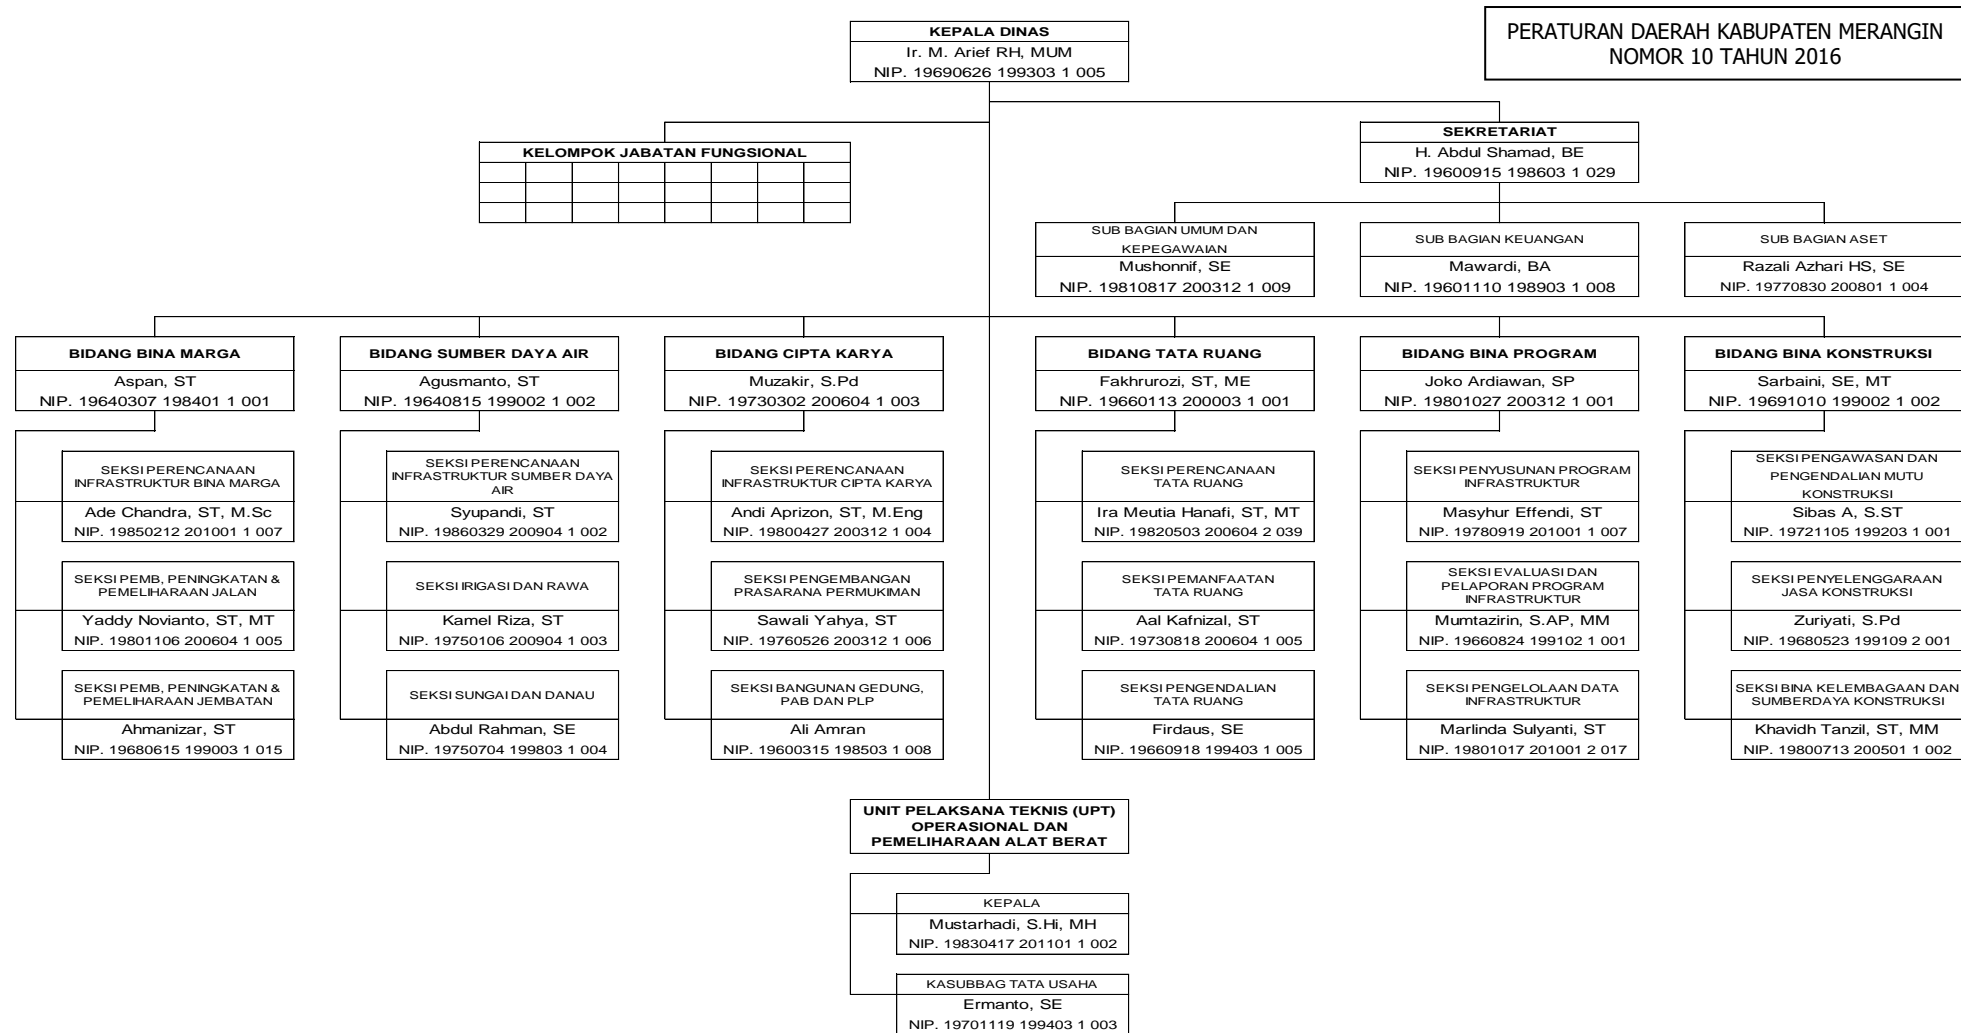 PERATURAN DAERAH KABUPATEN MERANGIN
NOMOR 10 TAHUN 2016
KEPALA DINAS
Ir. M. Arief RH, MUM
NIP. 19690626 199303 1 005
KELOMPOK JABATAN FUNGSIONAL
SEKRETARIAT
H. Abdul Shamad, BE
NIP. 19600915 198603 1 029
SUB BAGIAN UMUM DAN
KEPEGAWAIAN
Mushonnif, SE
NIP. 19810817 200312 1 009
SUB BAGIAN KEUANGAN
Mawardi, BA
NIP. 19601110 198903 1 008
SUB BAGIAN ASET
Razali Azhari HS, SE
NIP. 19770830 200801 1 004
BIDANG BINA MARGA
Aspan, ST
NIP. 19640307 198401 1 001
SEKSI PERENCANAAN
INFRASTRUKTUR BINA MARGA
Ade Chandra, ST, M.Sc
NIP. 19850212 201001 1 007
SEKSI PEMB, PENINGKATAN &
PEMELIHARAAN JALAN
Yaddy Novianto, ST, MT
NIP. 19801106 200604 1 005
SEKSI PEMB, PENINGKATAN &
PEMELIHARAAN JEMBATAN
Ahmanizar, ST
NIP. 19680615 199003 1 015
BIDANG SUMBER DAYA AIR
Agusmanto, ST
NIP. 19640815 199002 1 002
SEKSI PERENCANAAN
INFRASTRUKTUR SUMBER DAYA
AIR
Syupandi, ST
NIP. 19860329 200904 1 002
SEKSI IRIGASI DAN RAWA
Kamel Riza, ST
NIP. 19750106 200904 1 003
SEKSI SUNGAI DAN DANAU
Abdul Rahman, SE
NIP. 19750704 199803 1 004
BIDANG CIPTA KARYA
Muzakir, S.Pd
NIP. 19730302 200604 1 003
SEKSI PERENCANAAN
INFRASTRUKTUR CIPTA KARYA
Andi Aprizon, ST, M.Eng
NIP. 19800427 200312 1 004
SEKSI PENGEMBANGAN
PRASARANA PERMUKIMAN
Sawali Yahya, ST
NIP. 19760526 200312 1 006
SEKSI BANGUNAN GEDUNG,
PAB DAN PLP
Ali Amran
NIP. 19600315 198503 1 008
BIDANG TATA RUANG
Fakhrurozi, ST, ME
NIP. 19660113 200003 1 001
SEKSI PERENCANAAN
TATA RUANG
Ira Meutia Hanafi, ST, MT
NIP. 19820503 200604 2 039
SEKSI PEMANFAATAN
TATA RUANG
Aal Kafnizal, ST
NIP. 19730818 200604 1 005
SEKSI PENGENDALIAN
TATA RUANG
Firdaus, SE
NIP. 19660918 199403 1 005
BIDANG BINA PROGRAM
Joko Ardiawan, SP
NIP. 19801027 200312 1 001
SEKSI PENYUSUNAN PROGRAM
INFRASTRUKTUR
Masyhur Effendi, ST
NIP. 19780919 201001 1 007
SEKSI EVALUASI DAN
PELAPORAN PROGRAM
INFRASTRUKTUR
Mumtazirin, S.AP, MM
NIP. 19660824 199102 1 001
SEKSI PENGELOLAAN DATA
INFRASTRUKTUR
Marlinda Sulyanti, ST
NIP. 19801017 201001 2 017
BIDANG BINA KONSTRUKSI
Sarbaini, SE, MT
NIP. 19691010 199002 1 002
SEKSI PENGAWASAN DAN
PENGENDALIAN MUTU
KONSTRUKSI
Sibas A, S.ST
NIP. 19721105 199203 1 001
SEKSI PENYELENGGARAAN
JASA KONSTRUKSI
Zuriyati, S.Pd
NIP. 19680523 199109 2 001
SEKSI BINA KELEMBAGAAN DAN
SUMBERDAYA KONSTRUKSI
Khavidh Tanzil, ST, MM
NIP. 19800713 200501 1 002
UNIT PELAKSANA TEKNIS (UPT)
OPERASIONAL DAN
PEMELIHARAAN ALAT BERAT
KEPALA
Mustarhadi, S.Hi, MH
NIP. 19830417 201101 1 002
KASUBBAG TATA USAHA
Ermanto, SE
NIP. 19701119 199403 1 003